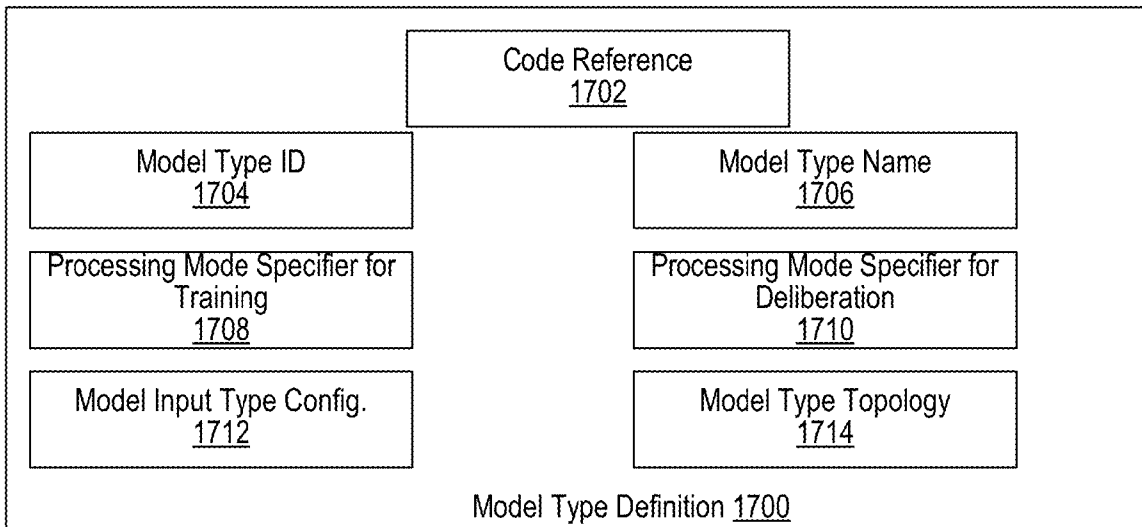 Code Reference
1702
Model Type ID
1704
Model Type Name
1706
Processing Mode Specifier for
Training
1708
Processing Mode Specifier for
Deliberation
1710
Model Input Type Config.
1712
Model Type Topology
1714
Model Type Definition 1700